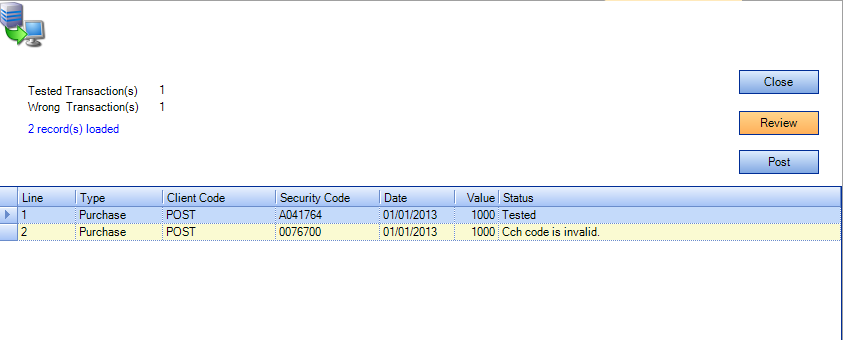 Tested Transaction(s) 1
Wrong Transaction(s) 1
2 record(s) loaded
Close
Review
Post
Line Type Client Code Security Code Date Value Status
1 Purchase POST A041764 01/01/2013 1000 Tested
2 Purchase POST 0076700 01/01/2013 1000 Cch code is invalid.